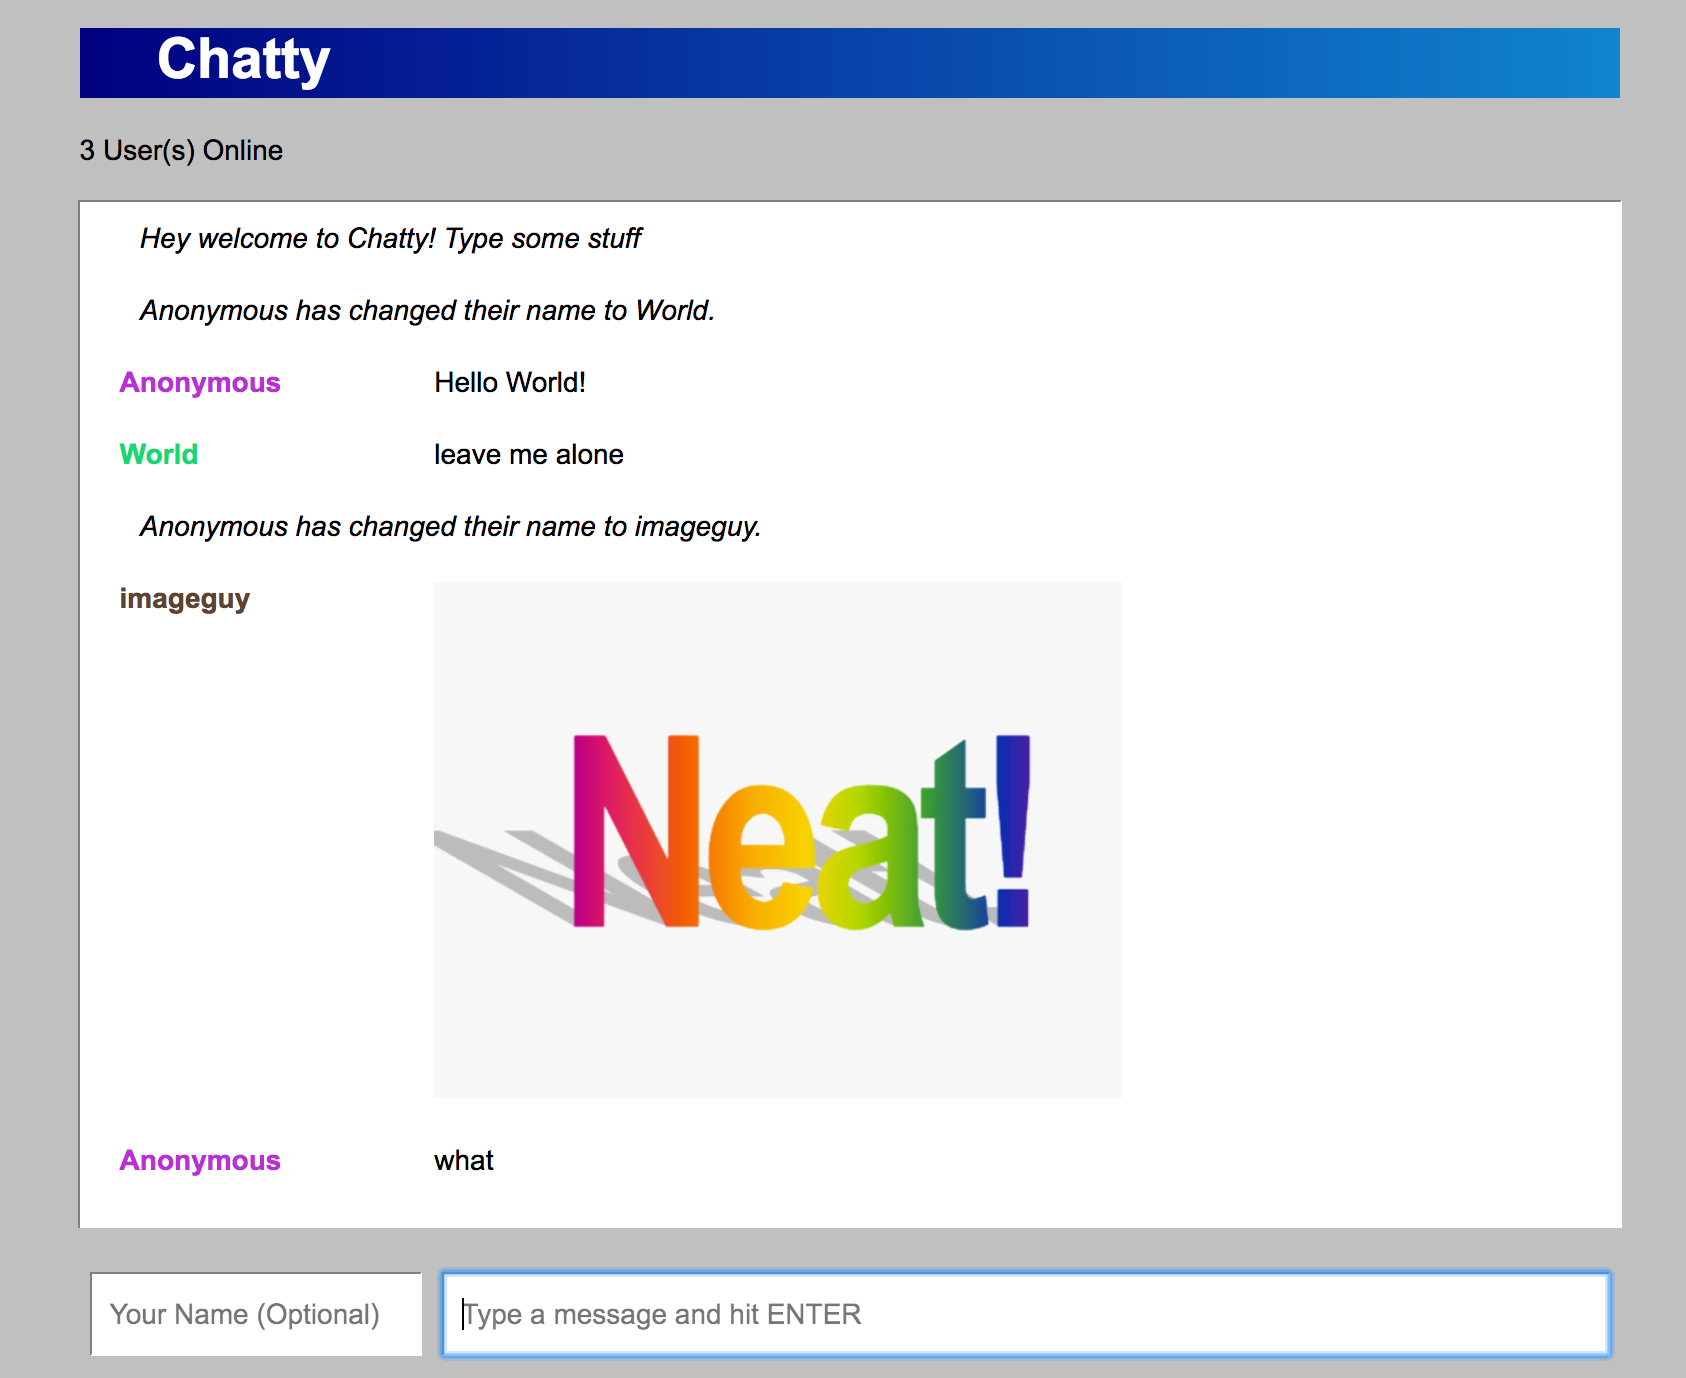 Chatty
3 User(s) Online
Hey welcome to Chatty! Type some stuff
Anonymous has changed their name to World.
Anonymous Hello World!
World leave me alone
Anonymous has changed their name to imageguy.
imageguy
Neat!
Anonymous what
Your Name (Optional) Type a message and hit ENTER